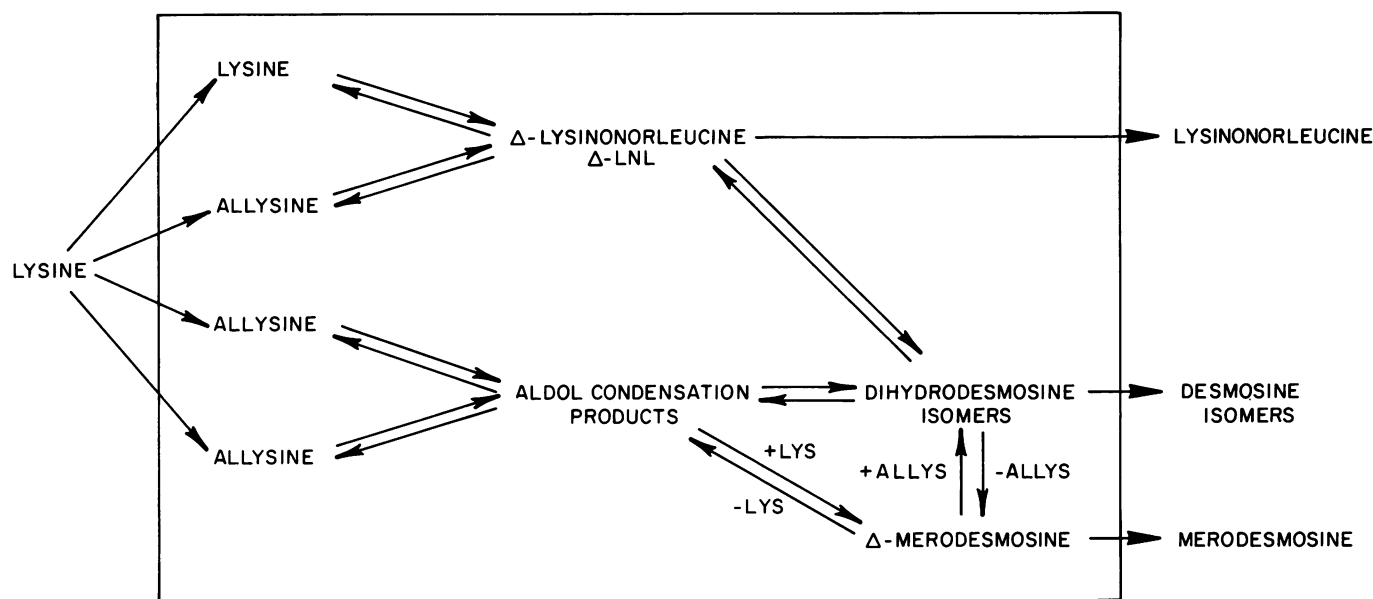 LYSINE
Δ-LYSINONORLEUCINE
Δ-LNL
LYSINONORLEUCINE
ALLYSINE
LYSINE
ALLYSINE
ALDOL CONDENSATION
PRODUCTS
DIHYDRODESMOSINE
ISOMERS
DESMOSINE
ISOMERS
ALLYSINE
+LYS
-LYS
+ALLYS
-ALLYS
Δ-MERODESMOSINE
MERODESMOSINE